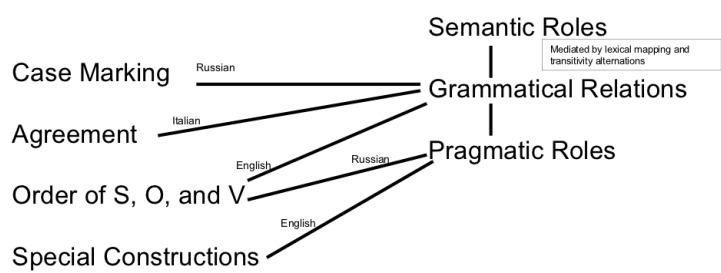 Semantic Roles
Mediated by lexical mapping and
transitivity alternations
Case Marking
Russian
Grammatical Relations
Agreement
Italian
Pragmatic Roles
English
Russian
Order of S, O, and V
English
Special Constructions